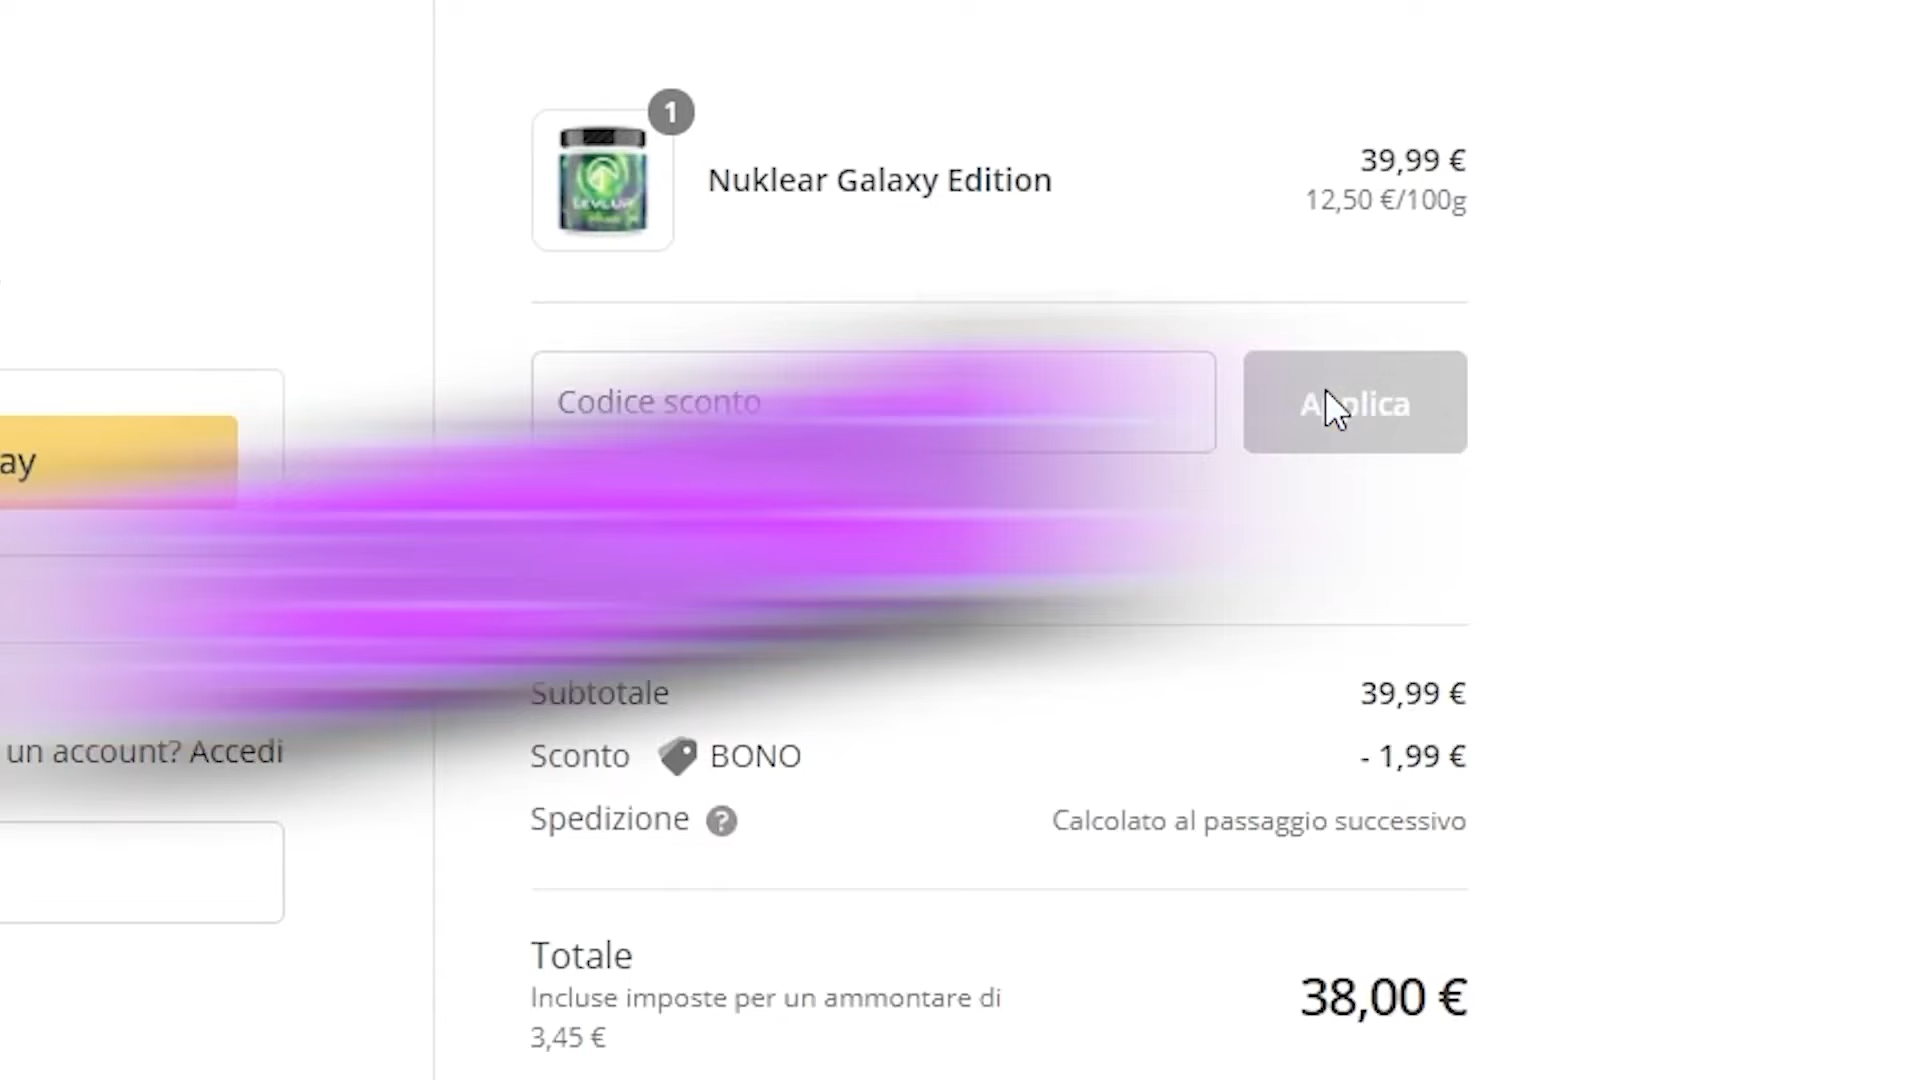 1
Nuklear Galaxy Edition
39,99 €
12,50 €/100g
LEVLUP
Codice sconto
Applica
ay
Subtotale
39,99 €
un account? Accedi
Sconto
BONO
- 1,99 €
Spedizione
?
Calcolato al passaggio successivo
Totale
Incluse imposte per un ammontare di
3,45 €
38,00 €